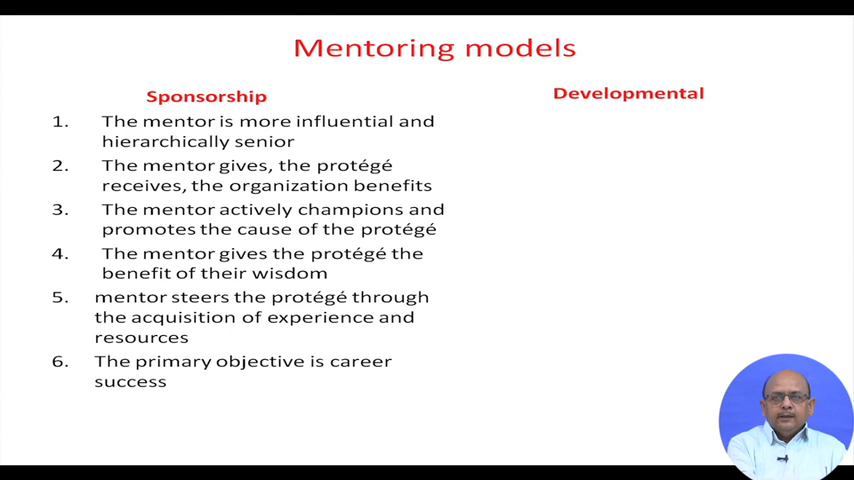 Mentoring models
Sponsorship
Developmental
1. The mentor is more influential and
hierarchically senior
2. The mentor gives, the protégé
receives, the organization benefits
3. The mentor actively champions and
promotes the cause of the protégé
4. The mentor gives the protégé the
benefit of their wisdom
5. mentor steers the protégé through
the acquisition of experience and
resources
6. The primary objective is career
success